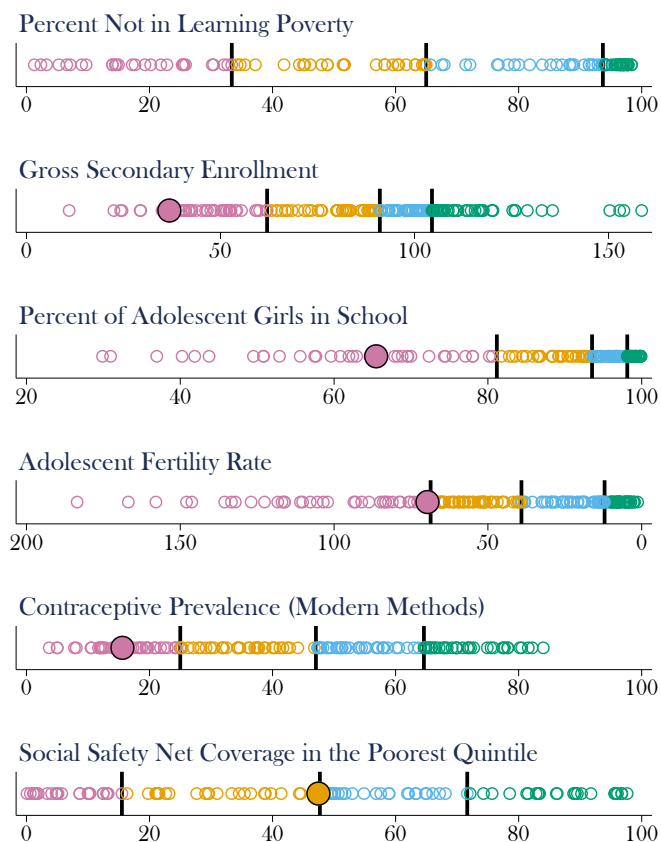 Percent Not in Learning Poverty
0 20 40 60 80 100
Gross Secondary Enrollment
0 50 100 150
Percent of Adolescent Girls in School
20 40 60 80 100
Adolescent Fertility Rate
200 150 100 50 0
Contraceptive Prevalence (Modern Methods)
0 20 40 60 80 100
Social Safety Net Coverage in the Poorest Quintile
0 20 40 60 80 100